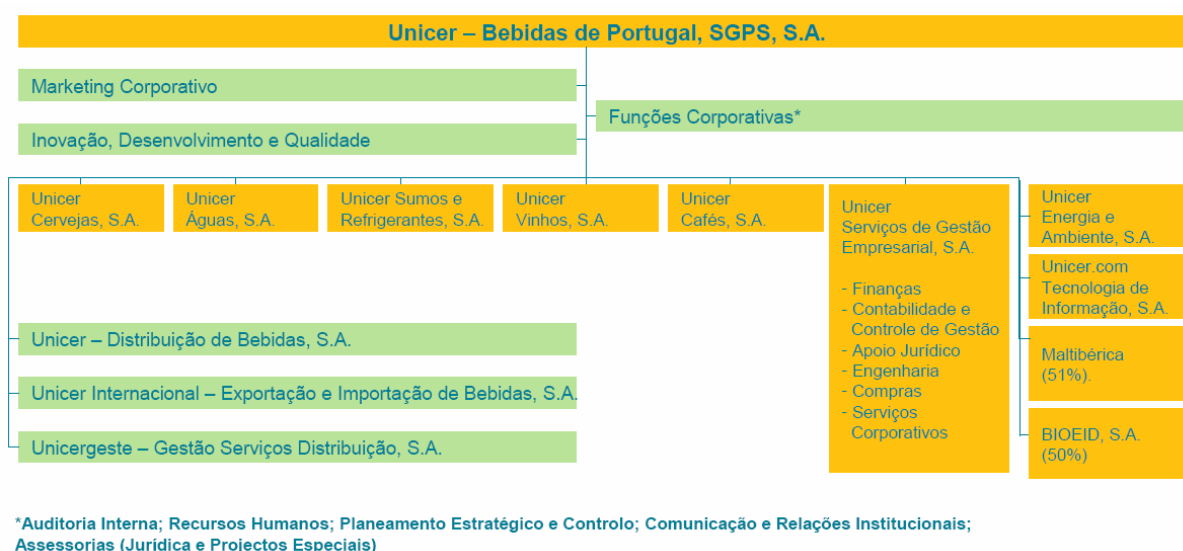 Unicer – Bebidas de Portugal, SGPS, S.A.
Marketing Corporativo
Funções Corporativas*
Inovação, Desenvolvimento e Qualidade
Unicer
Cervejas, S.A.
Unicer
Águas, S.A.
Unicer Sumos e
Refrigerantes, S.A.
Unicer
Vinhos, S.A.
Unicer
Cafés, S.A.
Unicer
Serviços de Gestão
Empresarial, S.A.
- Finanças
- Contabilidade e
Controle de Gestão
- Apoio Jurídico
- Engenharia
- Compras
- Serviços
Corporativos
Unicer
Energia e
Ambiente, S.A.
Unicer.com
Tecnologia de
Informação, S.A.
Maltibérica
(51%).
BIOEID, S.A.
(50%)
Unicer – Distribuição de Bebidas, S.A.
Unicer Internacional – Exportação e Importação de Bebidas, S.A.
Unicergeste – Gestão Serviços Distribuição, S.A.
*Auditoria Interna; Recursos Humanos; Planeamento Estratégico e Controlo; Comunicação e Relações Institucionais;
Assessorias (Jurídica e Projectos Especiais)